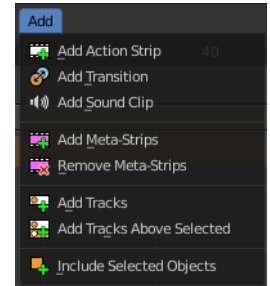 Add
Add Action Strip
40
Add Transition
Add Sound Clip
Add Meta-Strips
Remove Meta-Strips
Add Tracks
Add Tracks Above Selected
Include Selected Objects